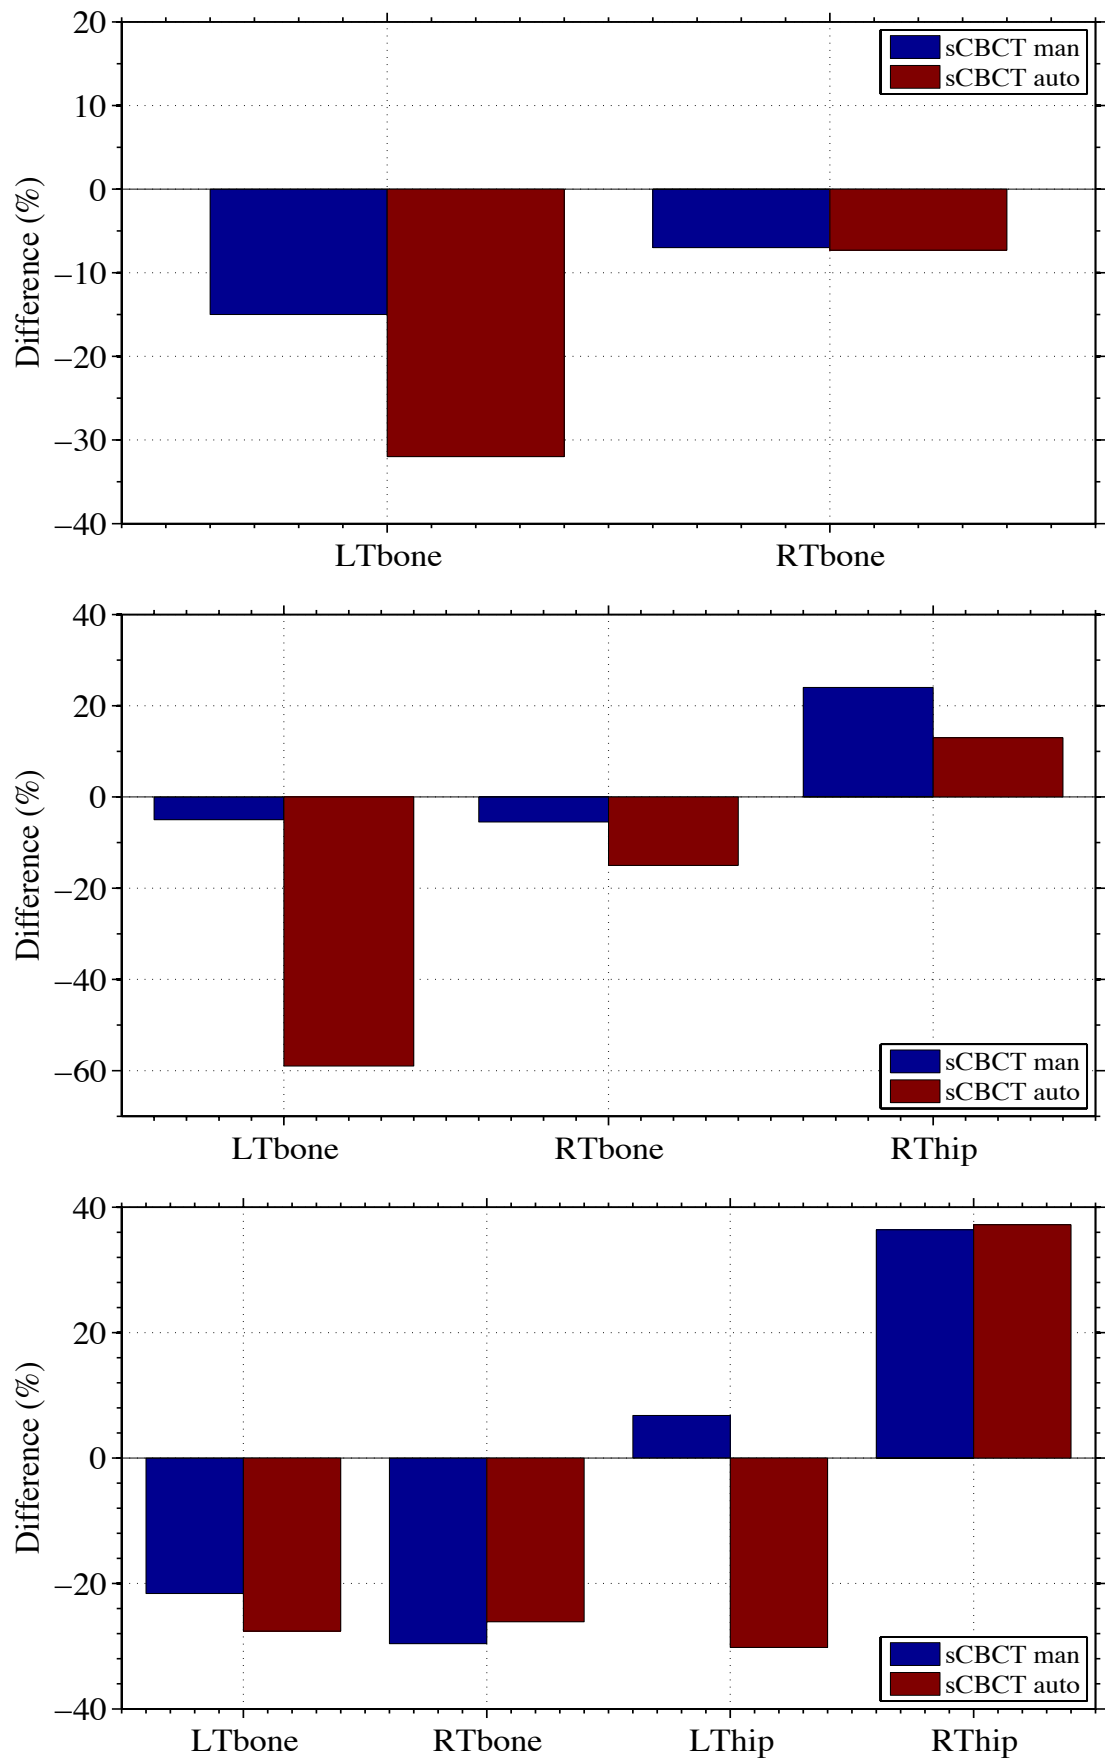 20
10
0
−10
−20
−30
−40
Difference (%)
sCBCT man
sCBCT auto
LTbone RTbone
40
20
0
−20
−40
−60
Difference (%)
sCBCT man
sCBCT auto
LTbone RTbone RThip
40
20
0
−20
−40
Difference (%)
sCBCT man
sCBCT auto
LTbone RTbone LThip RThip